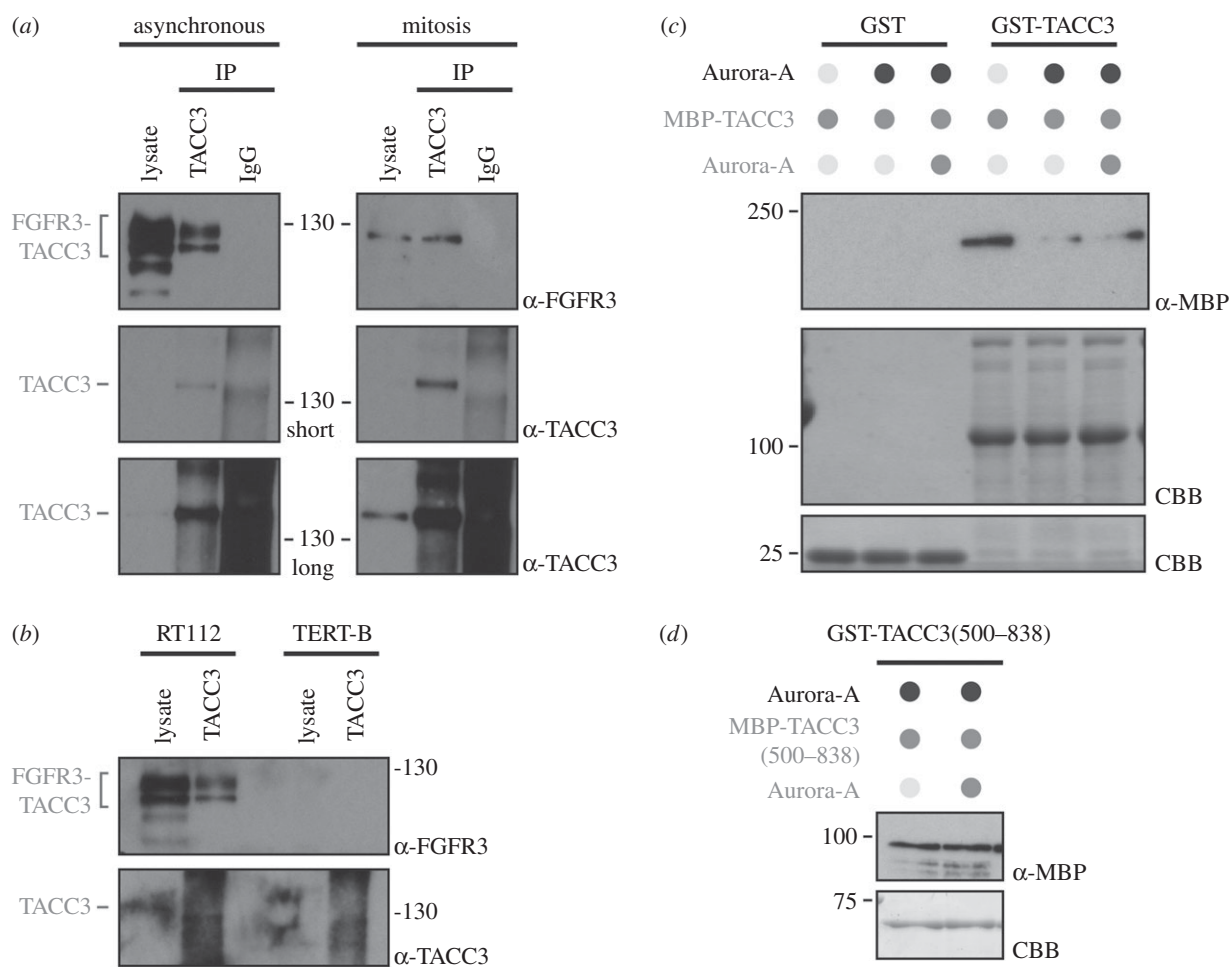 (a)
asynchronous
mitosis
IP
IP
lysate
TACC3
IgG
lysate
TACC3
IgG
FGFR3-
TACC3
- 130
α-FGFR3
TACC3 –
- 130
short
α-TACC3
TACC3 –
- 130
long
α-TACC3
(b)
RT112
TERT-B
lysate
TACC3
lysate
TACC3
FGFR3-
TACC3
-130
α-FGFR3
TACC3 –
-130
α-TACC3
(c)
GST
GST-TACC3
Aurora-A
MBP-TACC3
Aurora-A
250 -
α-MBP
100 -
CBB
25 -
CBB
(d)
GST-TACC3(500–838)
Aurora-A
MBP-TACC3
(500–838)
Aurora-A
100 -
α-MBP
75 -
CBB